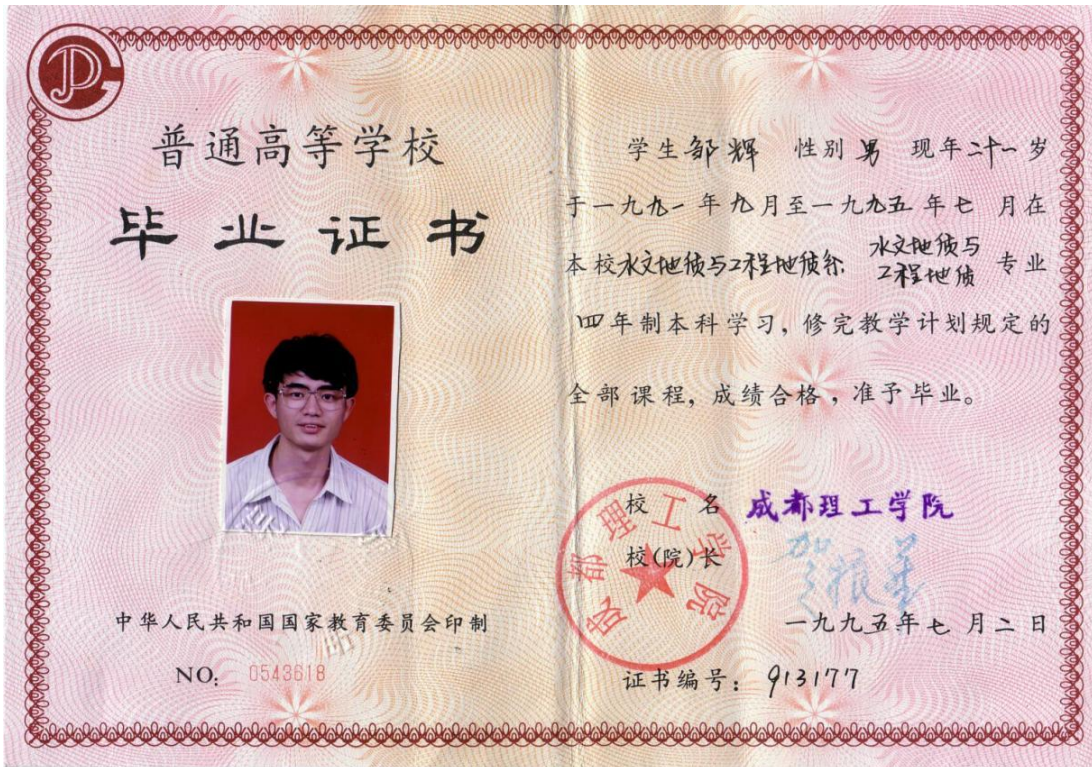 普通高等学校
毕业证书
中华人民共和国国家教育委员会印制
NO: 0543618
学生邹辉 性别男 现年二十一岁
于一九九一年九月至一九九五年七月在
本校水文地质与工程地质系 水文地质与工程地质 专业
四年制本科学习，修完教学计划规定的
全部课程，成绩合格，准予毕业。
校名 成都理工学院
校(院)长
成都理工学院
一九九五年七月二日
证书编号：913177